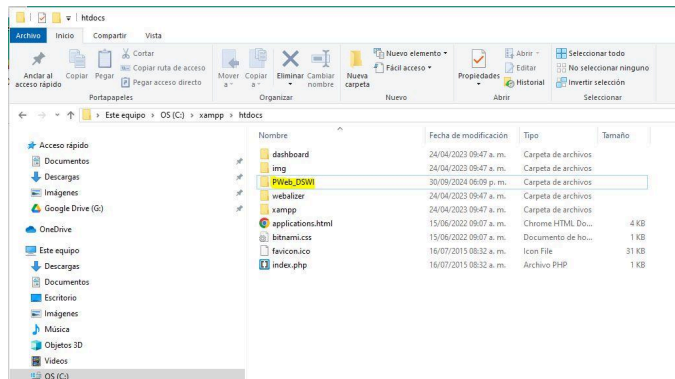 htdocs
Archivo Inicio Compartir Vista
Anclar al acceso rápido
Copiar
Pegar
Cortar
Copiar ruta de acceso
Pegar acceso directo
Mover a
Copiar a
Eliminar
Cambiar nombre
Nueva carpeta
Nuevo elemento
Fácil acceso
Propiedades
Abrir
Editar
Historial
Seleccionar todo
No seleccionar ninguno
Invertir selección
Portapapeles Organizar Nuevo Abrir Seleccionar
Este equipo > OS (C:) > xampp > htdocs
Nombre Fecha de modificación Tipo Tamaño
Acceso rápido
Documentos
Descargas
Imágenes
Google Drive (G:)
OneDrive
Este equipo
Descargas
Documentos
Escritorio
Imágenes
Música
Objetos 3D
Videos
OS (C:)
dashboard 24/04/2023 09:47 a. m. Carpeta de archivos
img 24/04/2023 09:47 a. m. Carpeta de archivos
PWeb_DSWI 30/09/2024 06:09 p. m. Carpeta de archivos
webalizer 24/04/2023 09:47 a. m. Carpeta de archivos
xampp 24/04/2023 09:47 a. m. Carpeta de archivos
applications.html 15/06/2022 09:07 a. m. Chrome HTML Do... 4 KB
bitnami.css 15/06/2022 09:07 a. m. Documento de ho... 1 KB
favicon.ico 16/07/2015 08:32 a. m. Icon File 31 KB
index.php 16/07/2015 08:32 a. m. Archivo PHP 1 KB